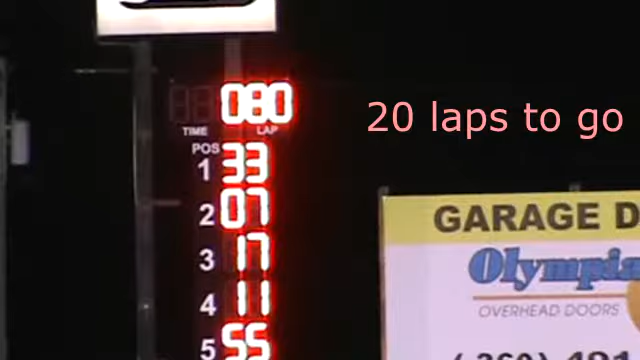 080
20 laps to go
TIME LAP
POS
1 33
2 07
3 17
4 11
5 55
GARAGE D
Olympia
OVERHEAD DOORS